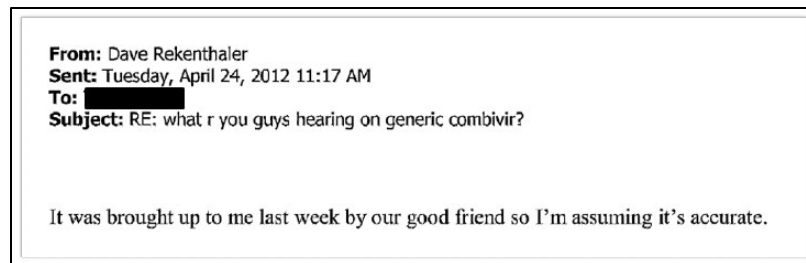 From: Dave Rekenthaler
Sent: Tuesday, April 24, 2012 11:17 AM
To:
Subject: RE: what r you guys hearing on generic combivir?
It was brought up to me last week by our good friend so I'm assuming it's accurate.